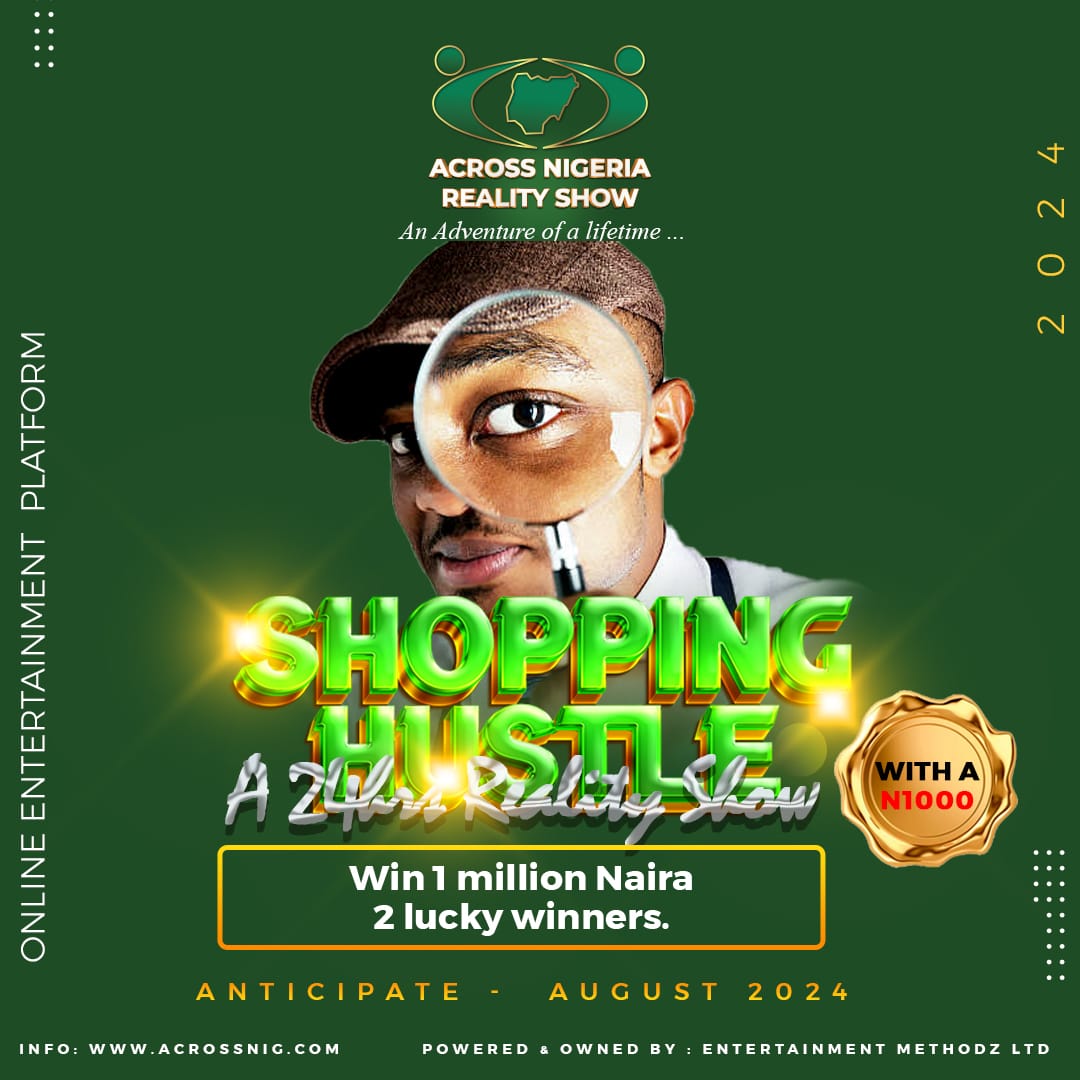 ACROSS NIGERIA
REALITY SHOW
An Adventure of a lifetime ...
2024
ONLINE ENTERTAINMENT PLATFORM
SHOPPING
HUSTLE
A 24hrs Reality Show
WITH A
N1000
Win 1 million Naira
2 lucky winners.
ANTICIPATE - AUGUST 2024
INFO: WWW.ACROSSNIG.COM
POWERED & OWNED BY : ENTERTAINMENT METHODZ LTD